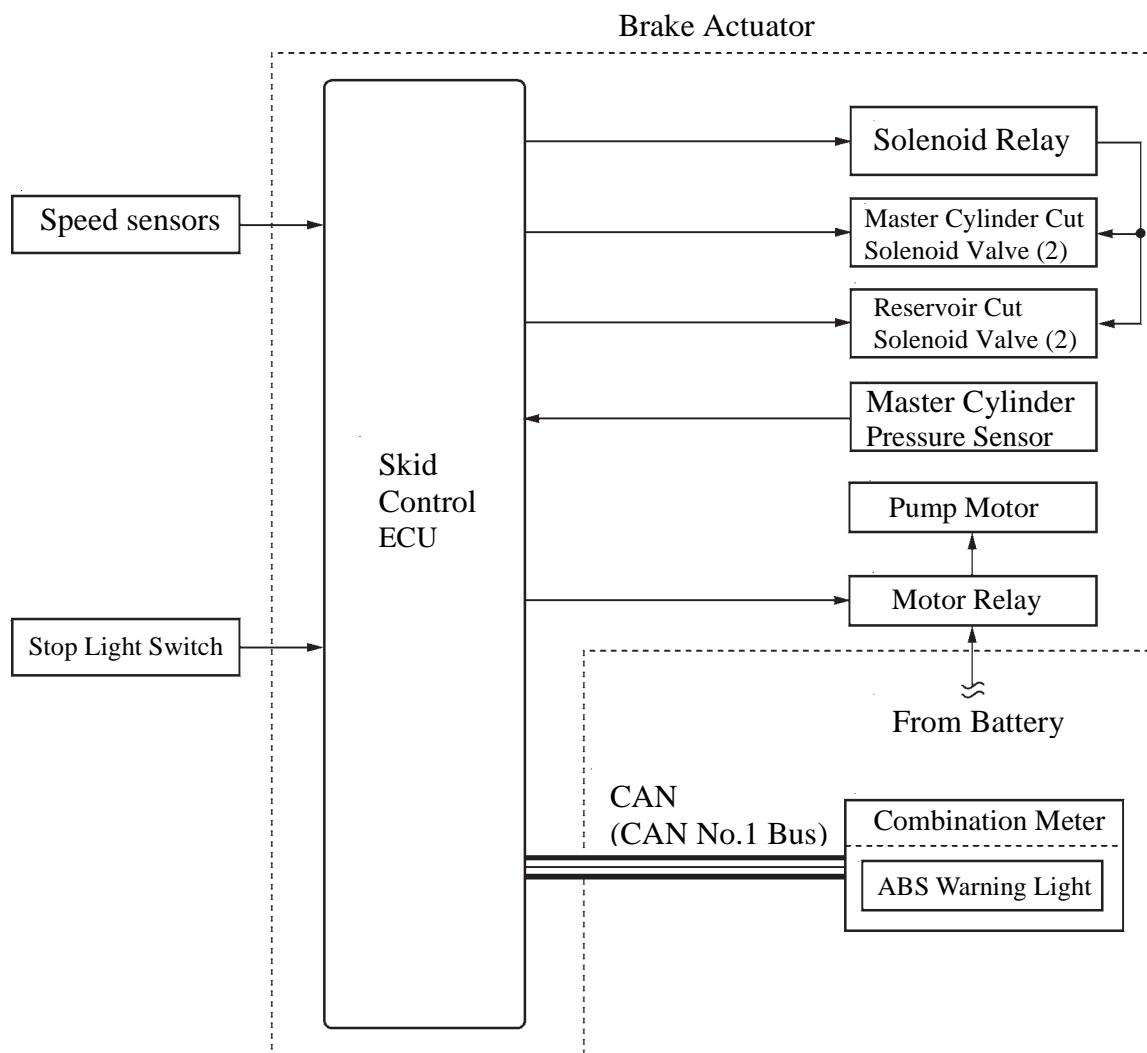 Brake Actuator
Solenoid Relay
Speed sensors
Master Cylinder Cut
Solenoid Valve (2)
Reservoir Cut
Solenoid Valve (2)
Master Cylinder
Pressure Sensor
Skid
Control
ECU
Pump Motor
Motor Relay
Stop Light Switch
From Battery
CAN
(CAN No.1 Bus)
Combination Meter
ABS Warning Light